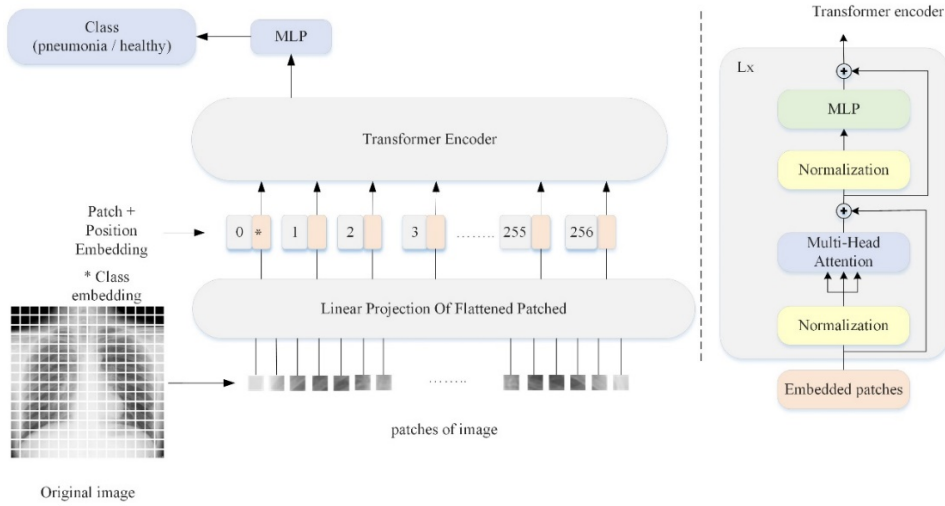 Class
(pneumonia / healthy)
MLP
Transformer Encoder
Patch +
Position
Embedding
0 * 1 2 3 ........ 255 256
* Class
embedding
Linear Projection Of Flattened Patched
........
patches of image
Original image
Transformer encoder
Lx
+
MLP
Normalization
+
Multi-Head
Attention
Normalization
Embedded patches